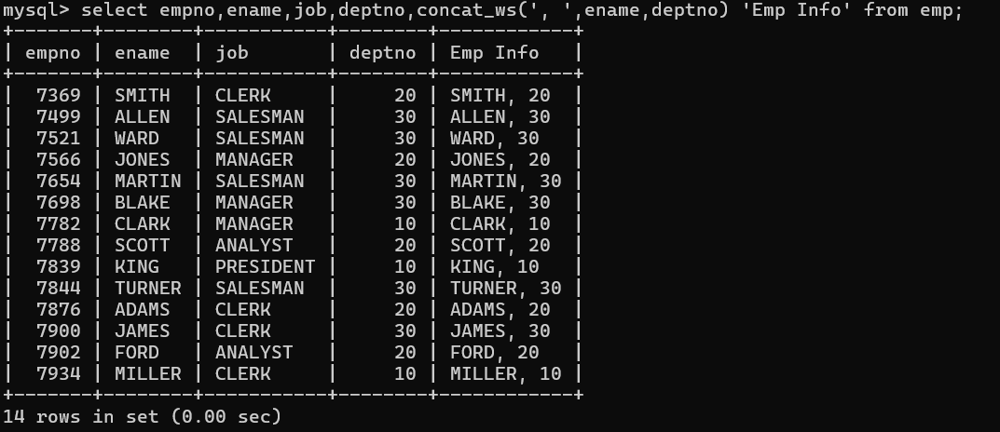 mysql> select empno,ename,job,deptno,concat_ws(', ',ename,deptno) 'Emp Info' from emp;
+-------+--------+-----------+--------+------------+
| empno | ename  | job       | deptno | Emp Info   |
+-------+--------+-----------+--------+------------+
|  7369 | SMITH  | CLERK     |     20 | SMITH, 20  |
|  7499 | ALLEN  | SALESMAN  |     30 | ALLEN, 30  |
|  7521 | WARD   | SALESMAN  |     30 | WARD, 30   |
|  7566 | JONES  | MANAGER   |     20 | JONES, 20  |
|  7654 | MARTIN | SALESMAN  |     30 | MARTIN, 30 |
|  7698 | BLAKE  | MANAGER   |     30 | BLAKE, 30  |
|  7782 | CLARK  | MANAGER   |     10 | CLARK, 10  |
|  7788 | SCOTT  | ANALYST   |     20 | SCOTT, 20  |
|  7839 | KING   | PRESIDENT |     10 | KING, 10   |
|  7844 | TURNER | SALESMAN  |     30 | TURNER, 30 |
|  7876 | ADAMS  | CLERK     |     20 | ADAMS, 20  |
|  7900 | JAMES  | CLERK     |     30 | JAMES, 30  |
|  7902 | FORD   | ANALYST   |     20 | FORD, 20   |
|  7934 | MILLER | CLERK     |     10 | MILLER, 10 |
+-------+--------+-----------+--------+------------+
14 rows in set (0.00 sec)